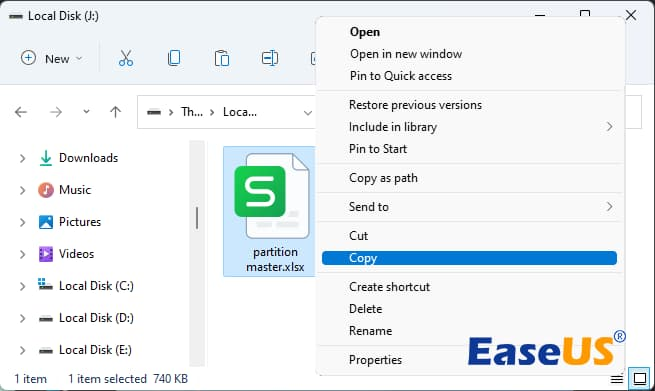 Local Disk (J:)
New
Th...
Loca...
Downloads
Music
Pictures
Videos
Local Disk (C:)
Local Disk (D:)
Local Disk (E:)
S
partition
master.xlsx
Open
Open in new window
Pin to Quick access
Restore previous versions
Include in library
Pin to Start
Copy as path
Send to
Cut
Copy
Create shortcut
Delete
Rename
Properties
EaseUS®
1 item
1 item selected 740 KB